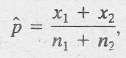 p̂ = (x₁ + x₂) / (n₁ + n₂),